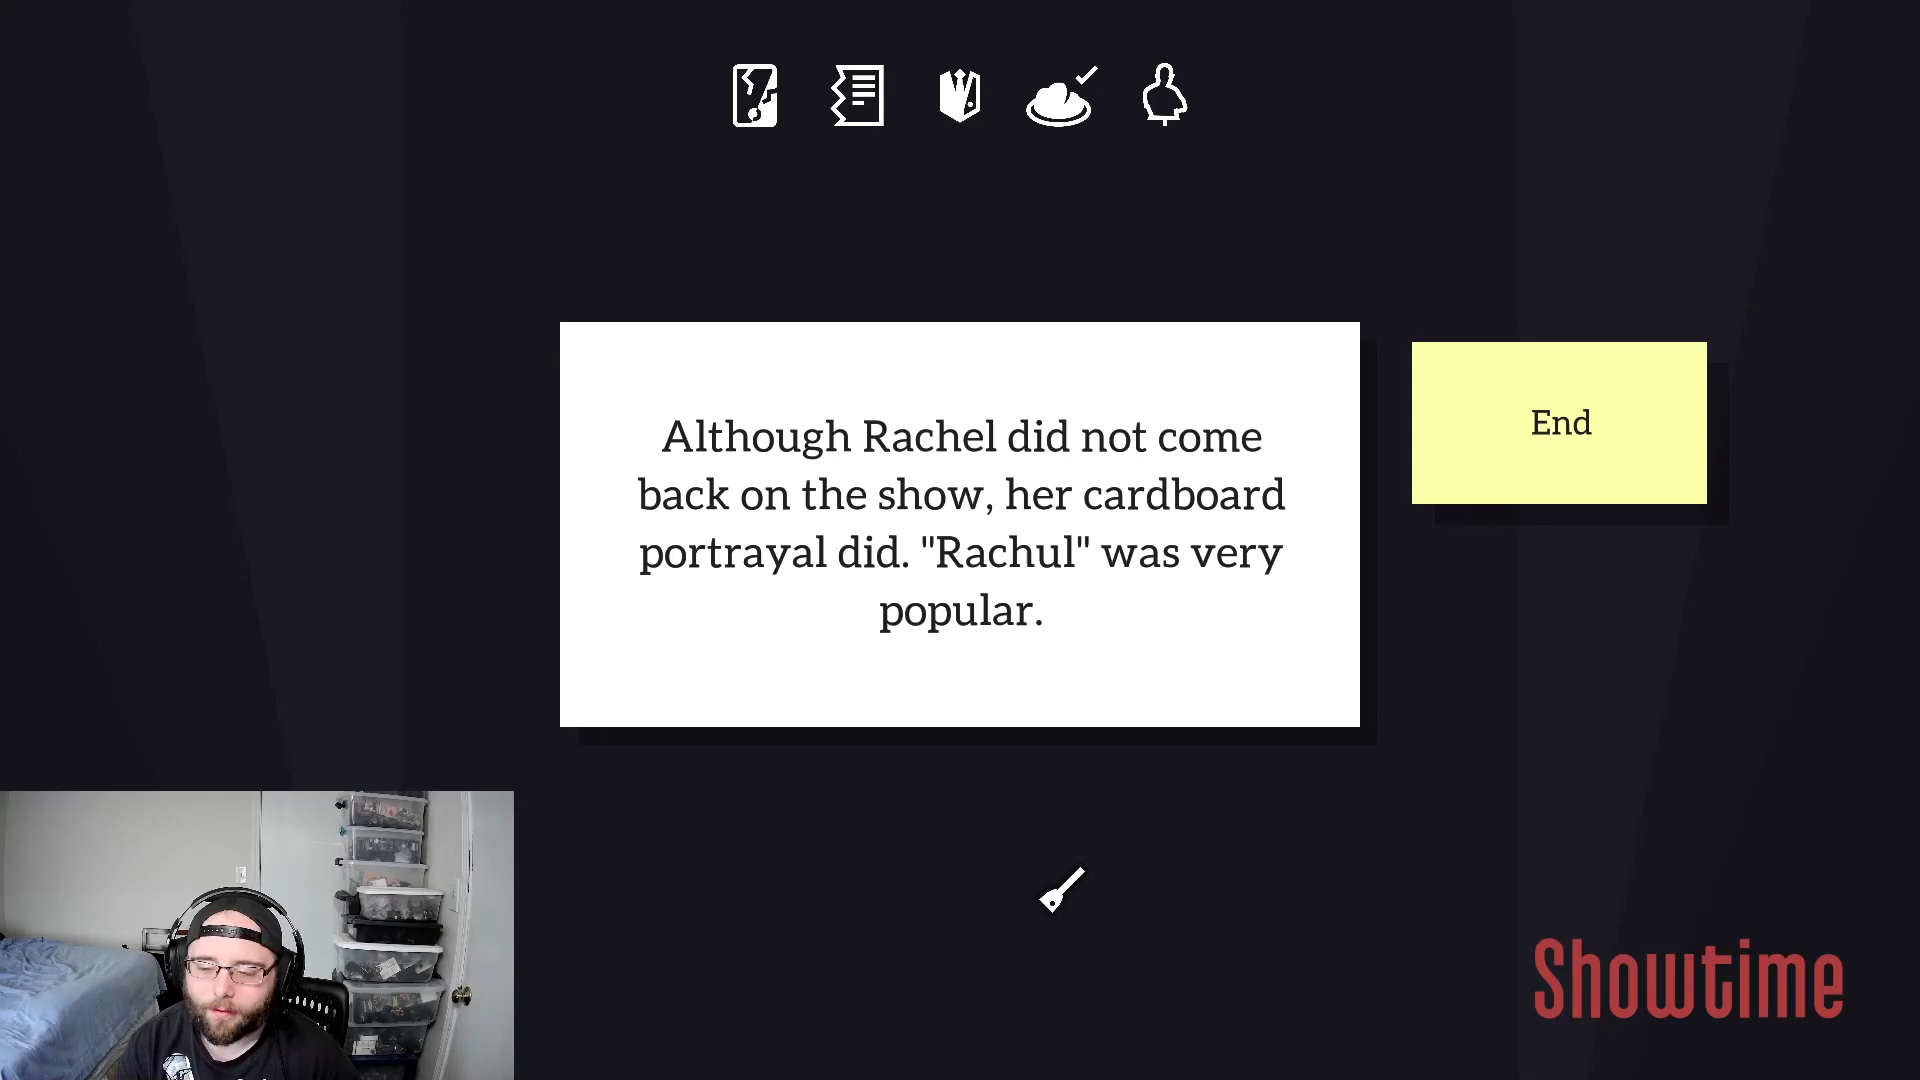 Although Rachel did not come
back on the show, her cardboard
portrayal did. "Rachul" was very
popular.
End
Showtime